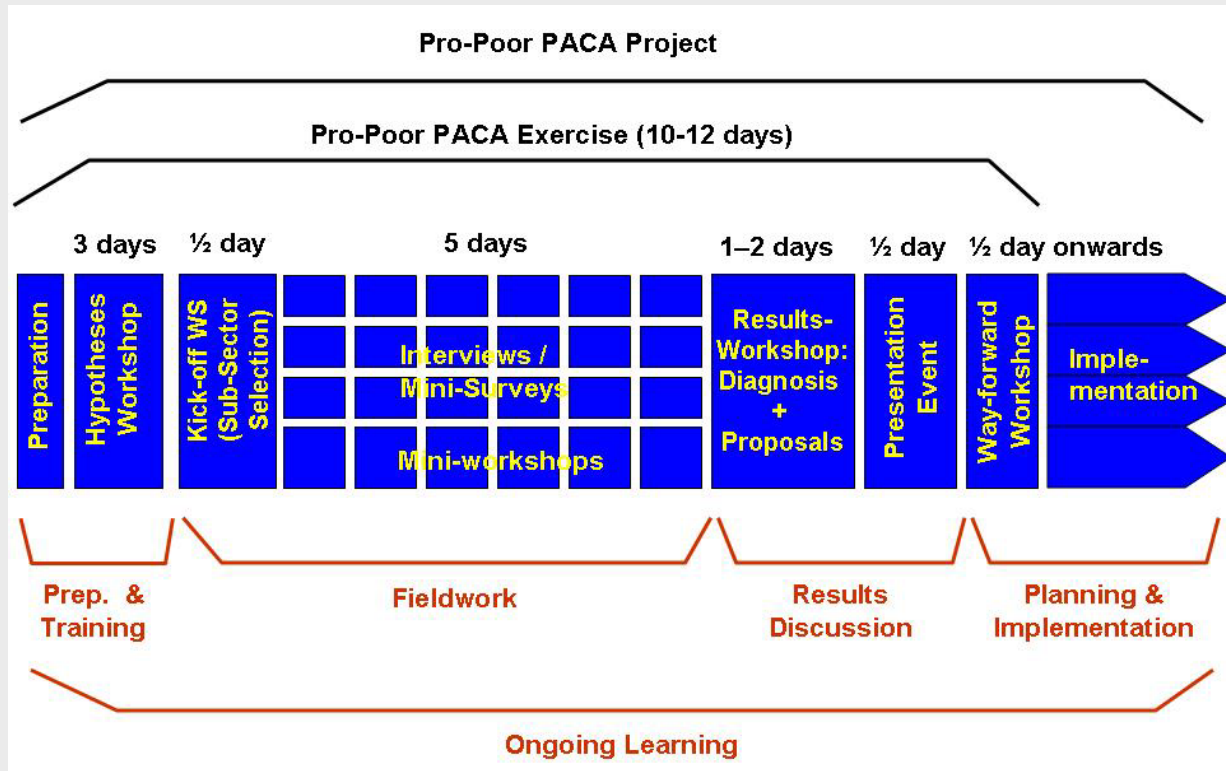 Pro-Poor PACA Project
Pro-Poor PACA Exercise (10-12 days)
3 days
½ day
5 days
1–2 days
½ day
½ day onwards
Preparation
Hypotheses
Workshop
Kick-off WS
(Sub-Sector
Selection)
Interviews /
Mini-Surveys
Mini-workshops
Results-
Workshop:
Diagnosis
+
Proposals
Presentation
Event
Way-forward
Workshop
Imple-
mentation
Prep. &
Training
Fieldwork
Results
Discussion
Planning &
Implementation
Ongoing Learning